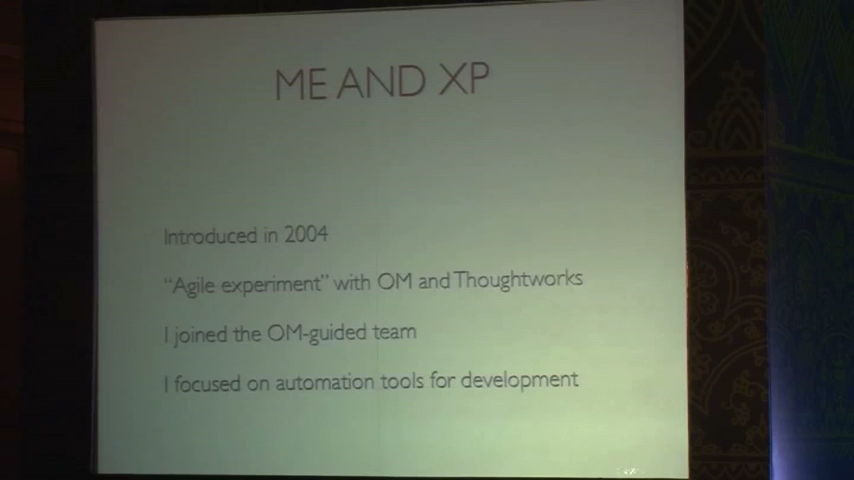 ME AND XP
Introduced in 2004
“Agile experiment” with OM and Thoughtworks
I joined the OM-guided team
I focused on automation tools for development